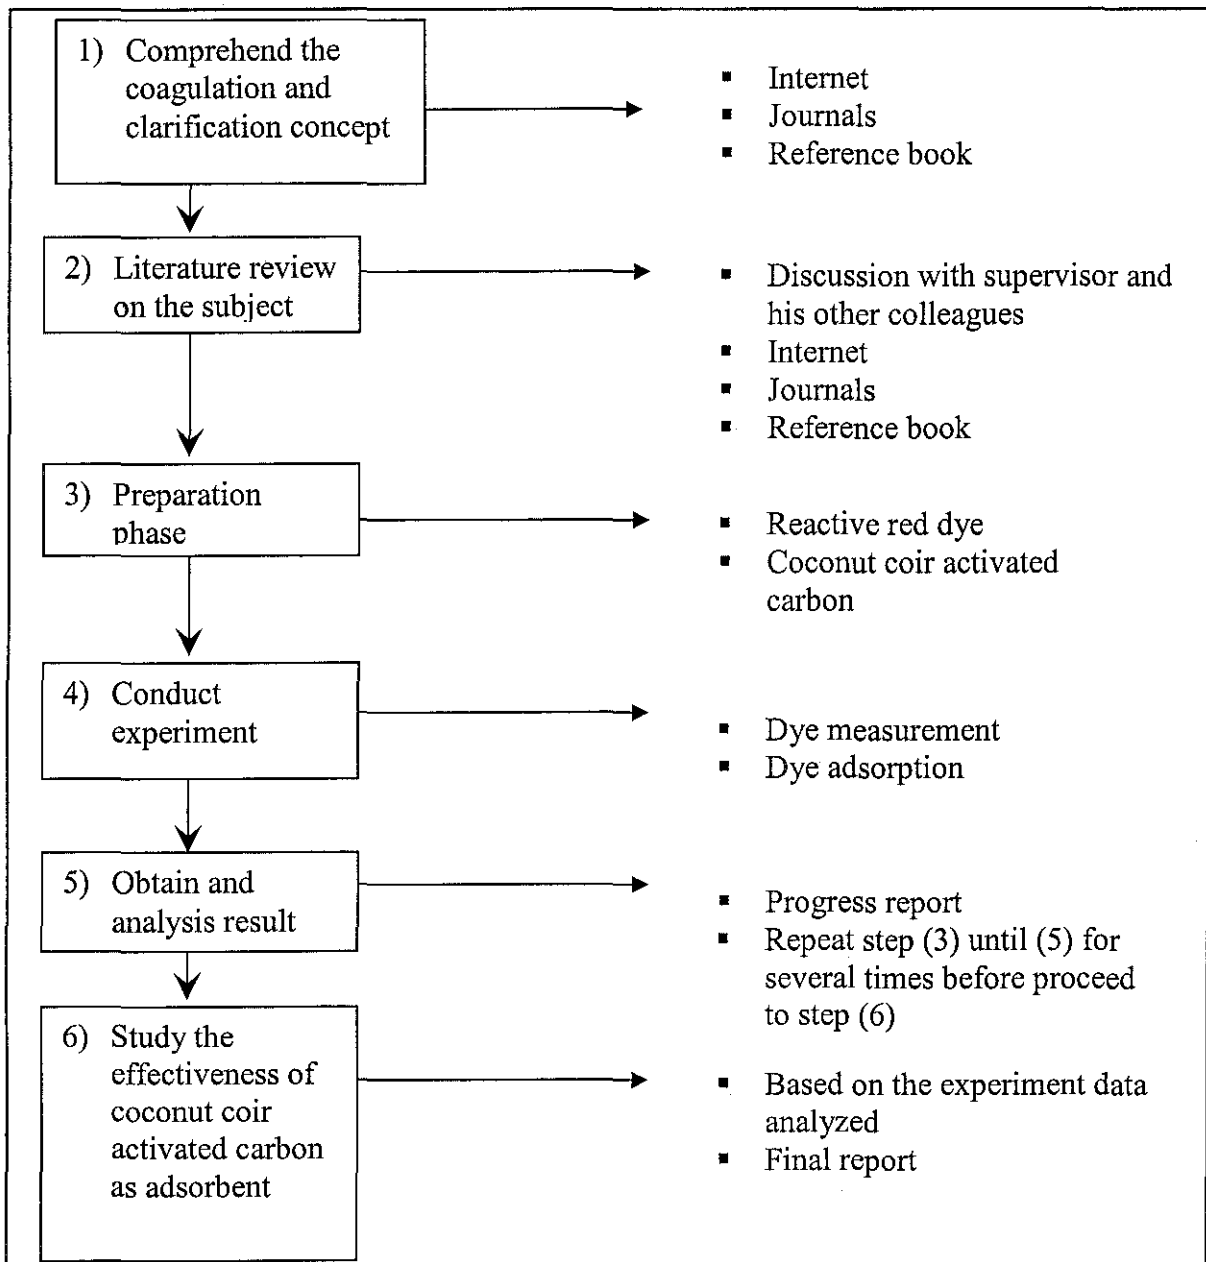 1) Comprehend the
coagulation and
clarification concept
▪ Internet
▪ Journals
▪ Reference book
2) Literature review
on the subject
▪ Discussion with supervisor and
his other colleagues
▪ Internet
▪ Journals
▪ Reference book
3) Preparation
phase
▪ Reactive red dye
▪ Coconut coir activated
carbon
4) Conduct
experiment
▪ Dye measurement
▪ Dye adsorption
5) Obtain and
analysis result
▪ Progress report
▪ Repeat step (3) until (5) for
several times before proceed
to step (6)
6) Study the
effectiveness of
coconut coir
activated carbon
as adsorbent
▪ Based on the experiment data
analyzed
▪ Final report